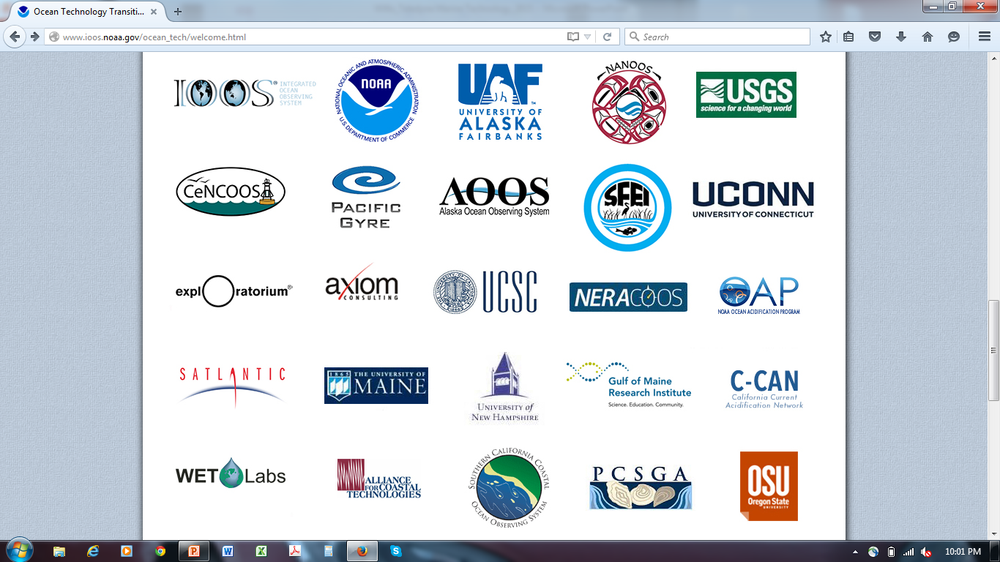 Ocean Technology Transiti...
www.ioos.noaa.gov/ocean_tech/welcome.html
Search
IOOS® INTEGRATED
OCEAN
OBSERVING
SYSTEM
NATIONAL OCEANIC AND ATMOSPHERIC ADMINISTRATION
NOAA
U.S. DEPARTMENT OF COMMERCE
UAF™
UNIVERSITY OF
ALASKA
FAIRBANKS
NANOOS
USGS
science for a changing world
CeNCOOS
PACIFIC
GYRE
AOOS
Alaska Ocean Observing System
SFEI
UCONN
UNIVERSITY OF CONNECTICUT
explOratorium®
axiom
CONSULTING
UCSC
NERACOOS
OAP
NOAA OCEAN ACIDIFICATION PROGRAM
SATLANTIC
1865 THE UNIVERSITY OF
MAINE
UNIVERSITY of
NEW HAMPSHIRE
Gulf of Maine
Research Institute
Science. Education. Community.
C-CAN
California Current
Acidification Network
WET Labs
ALLIANCE
FOR COASTAL
TECHNOLOGIES
SOUTHERN CALIFORNIA COASTAL
OCEAN OBSERVING SYSTEM
PCSGA
OSU
Oregon State
UNIVERSITY
10:01 PM